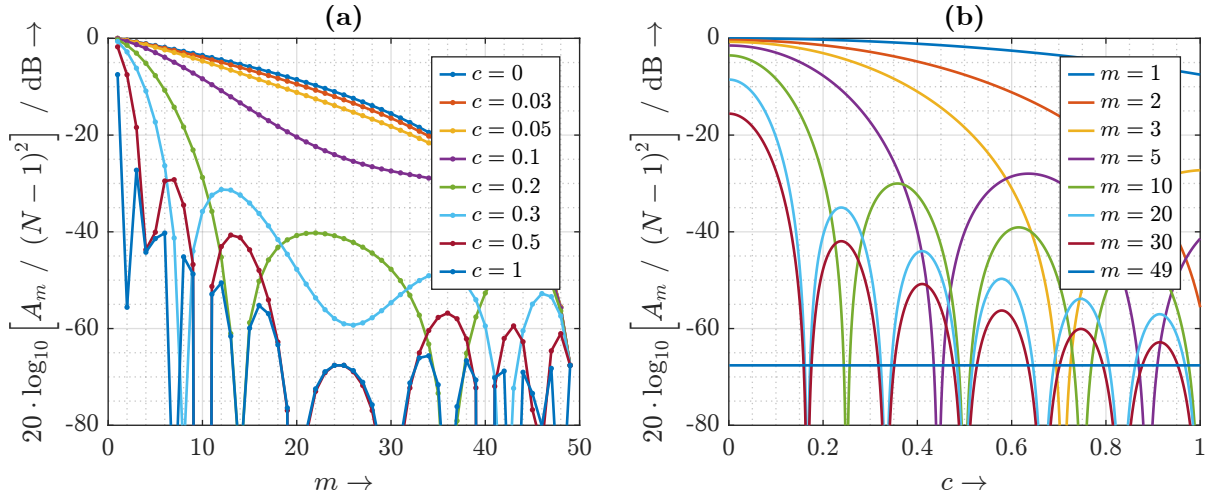 (a)
20 · log₁₀ [A_m / (N − 1)²] / dB →
0
-20
-40
-60
-80
0
10
20
30
40
50
m →
c = 0
c = 0.03
c = 0.05
c = 0.1
c = 0.2
c = 0.3
c = 0.5
c = 1
(b)
20 · log₁₀ [A_m / (N − 1)²] / dB →
0
-20
-40
-60
-80
0
0.2
0.4
0.6
0.8
1
c →
m = 1
m = 2
m = 3
m = 5
m = 10
m = 20
m = 30
m = 49